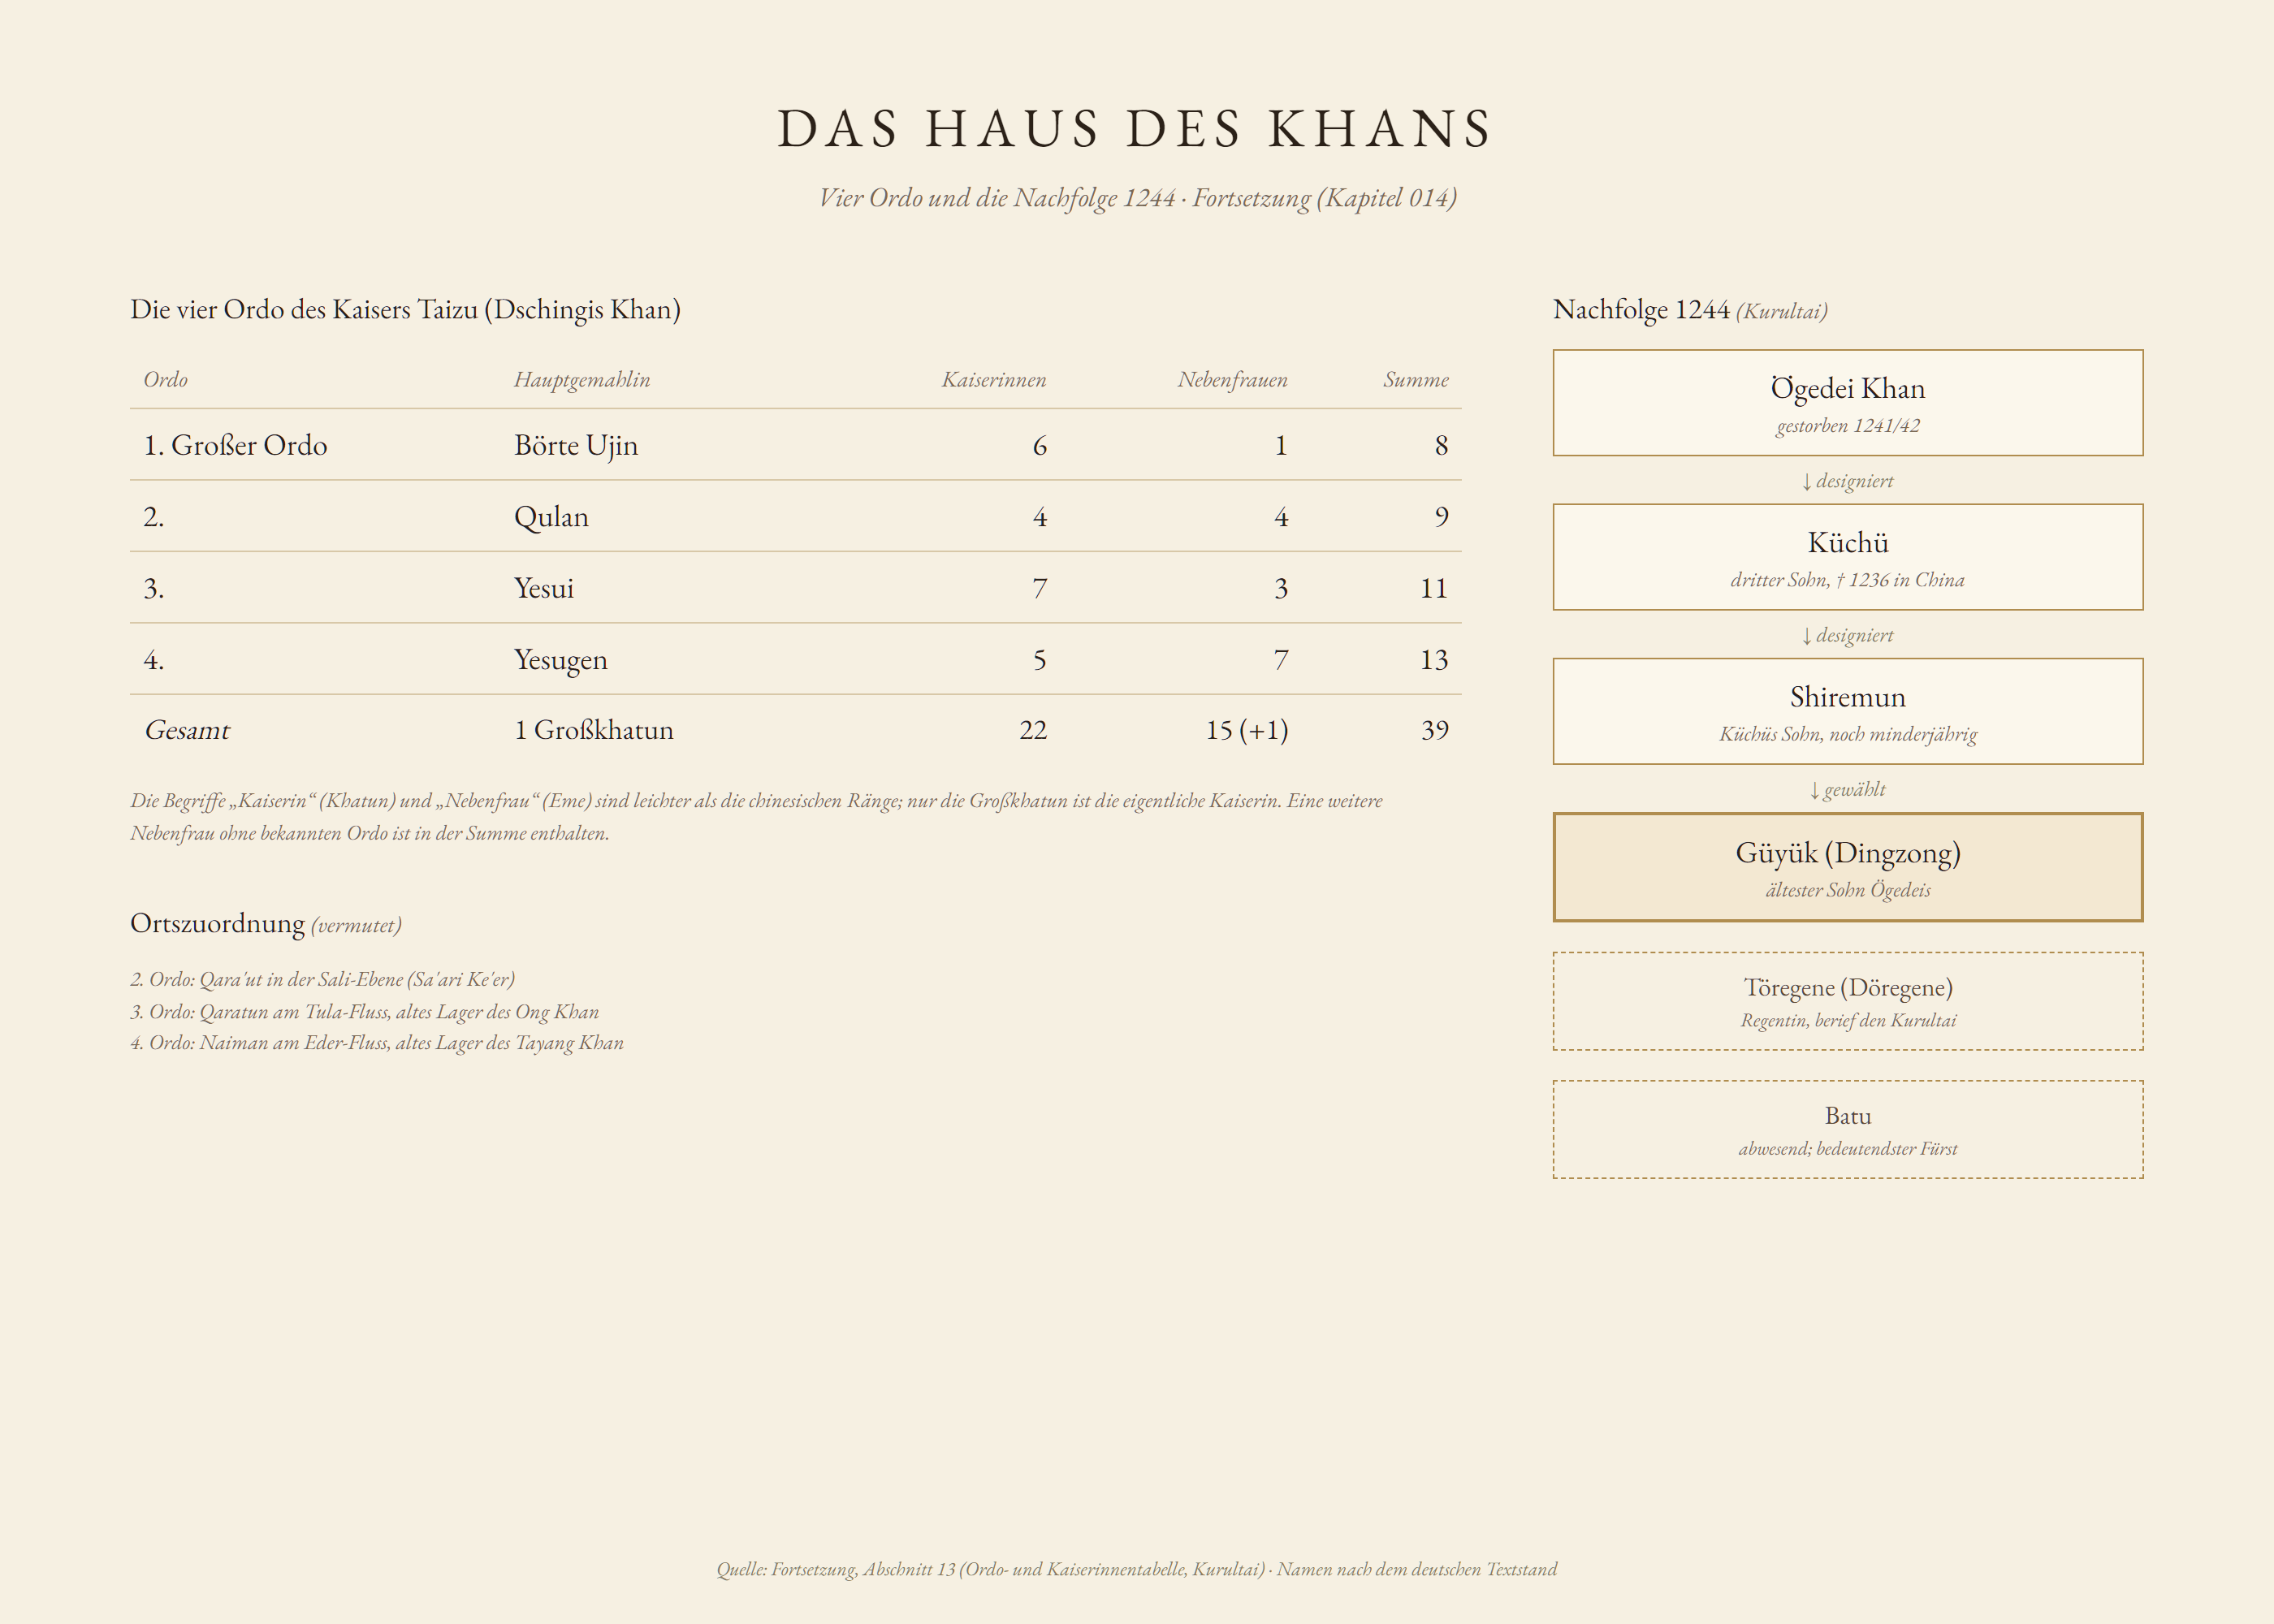 DAS HAUS DES KHANS
Vier Ordo und die Nachfolge 1244 · Fortsetzung (Kapitel 014)
Die vier Ordo des Kaisers Taizu (Dschingis Khan)
Ordo Hauptgemahlin Kaiserinnen Nebenfrauen Summe
1. Großer Ordo Börte Ujin 6 1 8
2. Qulan 4 4 9
3. Yesui 7 3 11
4. Yesugen 5 7 13
Gesamt 1 Großkhatun 22 15 (+1) 39
Die Begriffe „Kaiserin“ (Khatun) und „Nebenfrau“ (Eme) sind leichter als die chinesischen Ränge; nur die Großkhatun ist die eigentliche Kaiserin. Eine weitere
Nebenfrau ohne bekannten Ordo ist in der Summe enthalten.
Ortszuordnung (vermutet)
2. Ordo: Qara'ut in der Sali-Ebene (Sa'ari Ke'er)
3. Ordo: Qaratun am Tula-Fluss, altes Lager des Ong Khan
4. Ordo: Naiman am Eder-Fluss, altes Lager des Tayang Khan
Nachfolge 1244 (Kurultai)
Ögedei Khan
gestorben 1241/42
↓ designiert
Küchü
dritter Sohn, † 1236 in China
↓ designiert
Shiremun
Küchüs Sohn, noch minderjährig
↓ gewählt
Güyük (Dingzong)
ältester Sohn Ögedeis
Töregene (Döregene)
Regentin, berief den Kurultai
Batu
abwesend; bedeutendster Fürst
Quelle: Fortsetzung, Abschnitt 13 (Ordo- und Kaiserinnentabelle, Kurultai) · Namen nach dem deutschen Textstand